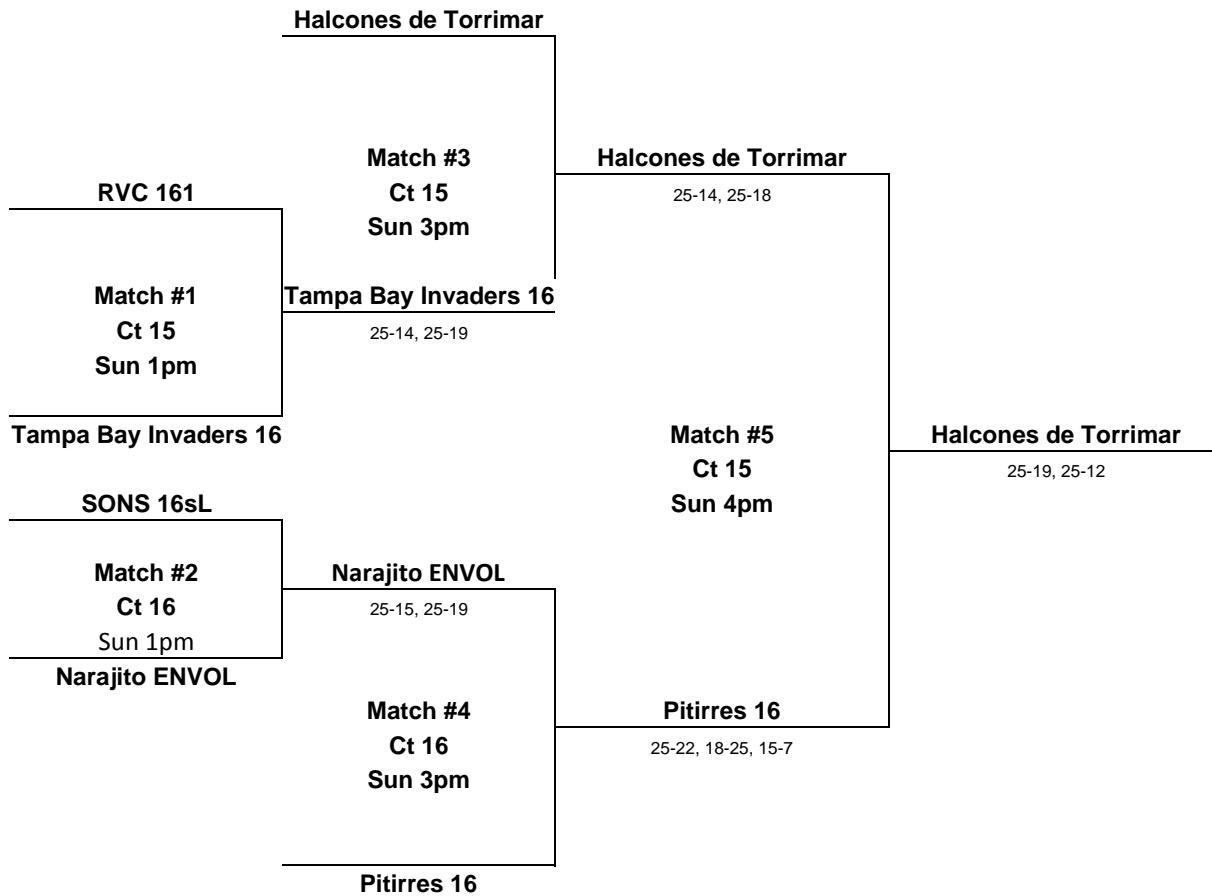 Halcones de Torrimar
Match #3
Ct 15
Sun 3pm
Halcones de Torrimar
25-14, 25-18
RVC 161
Match #1
Ct 15
Sun 1pm
Tampa Bay Invaders 16
25-14, 25-19
Tampa Bay Invaders 16
Match #5
Ct 15
Sun 4pm
Halcones de Torrimar
25-19, 25-12
SONS 16sL
Match #2
Ct 16
Sun 1pm
Narajito ENVOL
25-15, 25-19
Narajito ENVOL
Match #4
Ct 16
Sun 3pm
Pitirres 16
25-22, 18-25, 15-7
Pitirres 16